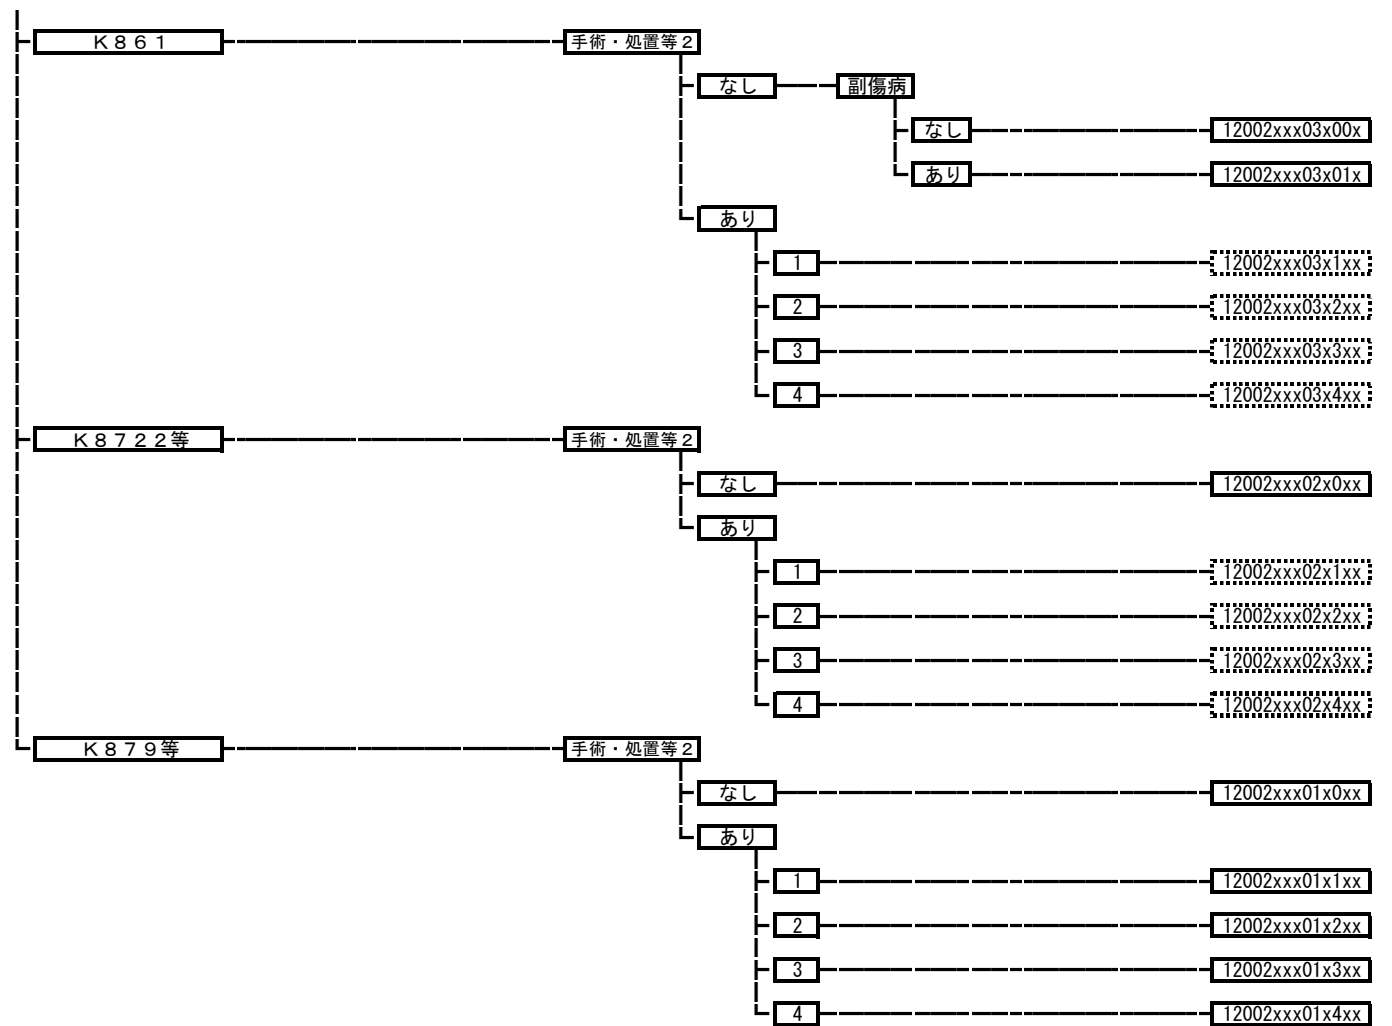 Ｋ８６１ 手術・処置等２
なし 副傷病
なし 12002xxx03x00x
あり 12002xxx03x01x
あり
1 12002xxx03x1xx
2 12002xxx03x2xx
3 12002xxx03x3xx
4 12002xxx03x4xx
Ｋ８７２２等 手術・処置等２
なし 12002xxx02x0xx
あり
1 12002xxx02x1xx
2 12002xxx02x2xx
3 12002xxx02x3xx
4 12002xxx02x4xx
Ｋ８７９等 手術・処置等２
なし 12002xxx01x0xx
あり
1 12002xxx01x1xx
2 12002xxx01x2xx
3 12002xxx01x3xx
4 12002xxx01x4xx